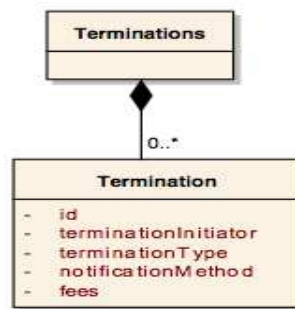 Terminations
0..*
Termination
- id
- terminationInitiator
- terminationType
- notificationMethod
- fees